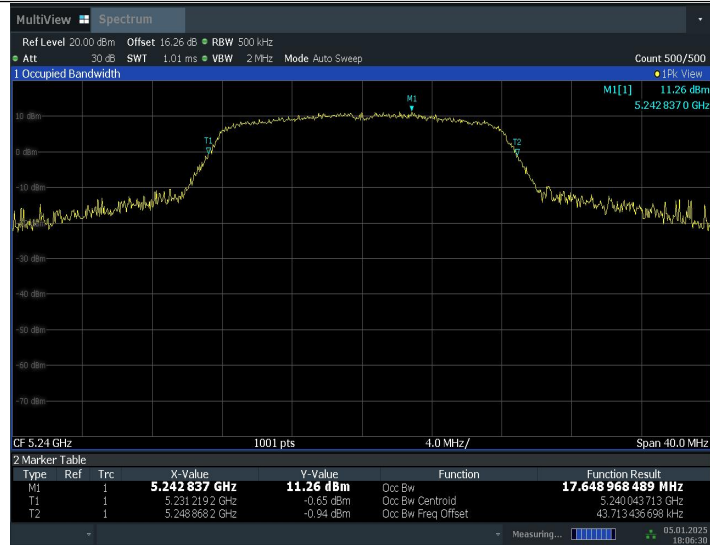 MultiView Spectrum
Ref Level 20.00 dBm Offset 16.26 dB RBW 500 kHz
Att 30 dB SWT 1.01 ms VBW 2 MHz Mode Auto Sweep Count 500/500
1 Occupied Bandwidth 1Pk View
M1[1] 11.26 dBm
5.242 837 0 GHz
M1
10 dBm
T1
T2
0 dBm
-10 dBm
-30 dBm
-40 dBm
-50 dBm
-60 dBm
-70 dBm
CF 5.24 GHz 1001 pts 4.0 MHz/ Span 40.0 MHz
2 Marker Table
Type Ref Trc X-Value Y-Value Function Function Result
M1 1 5.242 837 GHz 11.26 dBm Occ Bw 17.648 968 489 MHz
T1 1 5.231 219 2 GHz -0.65 dBm Occ Bw Centroid 5.240 043 713 GHz
T2 1 5.248 868 2 GHz -0.94 dBm Occ Bw Freq Offset 43.713 436 698 kHz
Measuring... 05.01.2025
18:06:30